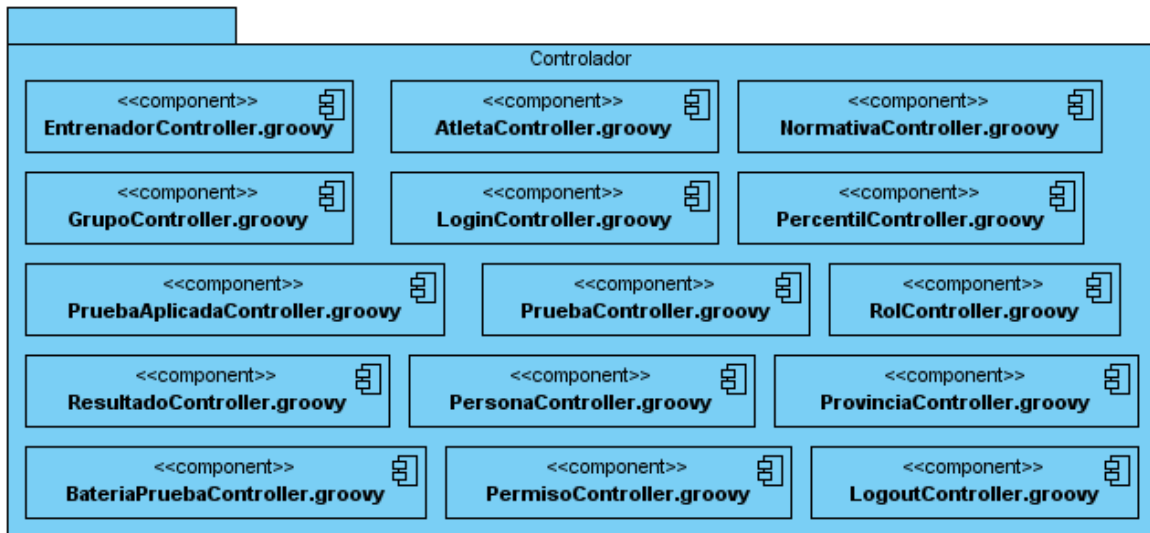 Controlador
<<component>>
EntrenadorController.groovy
<<component>>
AtletaController.groovy
<<component>>
NormativaController.groovy
<<component>>
GrupoController.groovy
<<component>>
LoginController.groovy
<<component>>
PercentilController.groovy
<<component>>
PruebaAplicadaController.groovy
<<component>>
PruebaController.groovy
<<component>>
RolController.groovy
<<component>>
ResultadoController.groovy
<<component>>
PersonaController.groovy
<<component>>
ProvinciaController.groovy
<<component>>
BateriaPruebaController.groovy
<<component>>
PermisoController.groovy
<<component>>
LogoutController.groovy